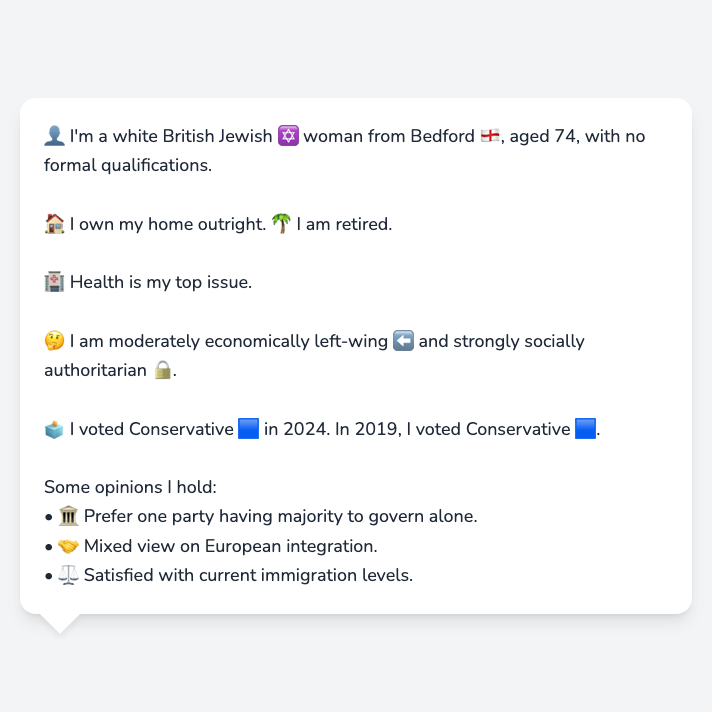 👤 I'm a white British Jewish ✡️ woman from Bedford 🏴󠁧󠁢󠁥󠁮󠁧󠁿, aged 74, with no
formal qualifications.
🏠 I own my home outright. 🌴 I am retired.
🏥 Health is my top issue.
🤔 I am moderately economically left-wing ⬅️ and strongly socially
authoritarian 🔒.
🗳️ I voted Conservative 🟦 in 2024. In 2019, I voted Conservative 🟦.
Some opinions I hold:
• 🏛️ Prefer one party having majority to govern alone.
• 🤝 Mixed view on European integration.
• ⚖️ Satisfied with current immigration levels.